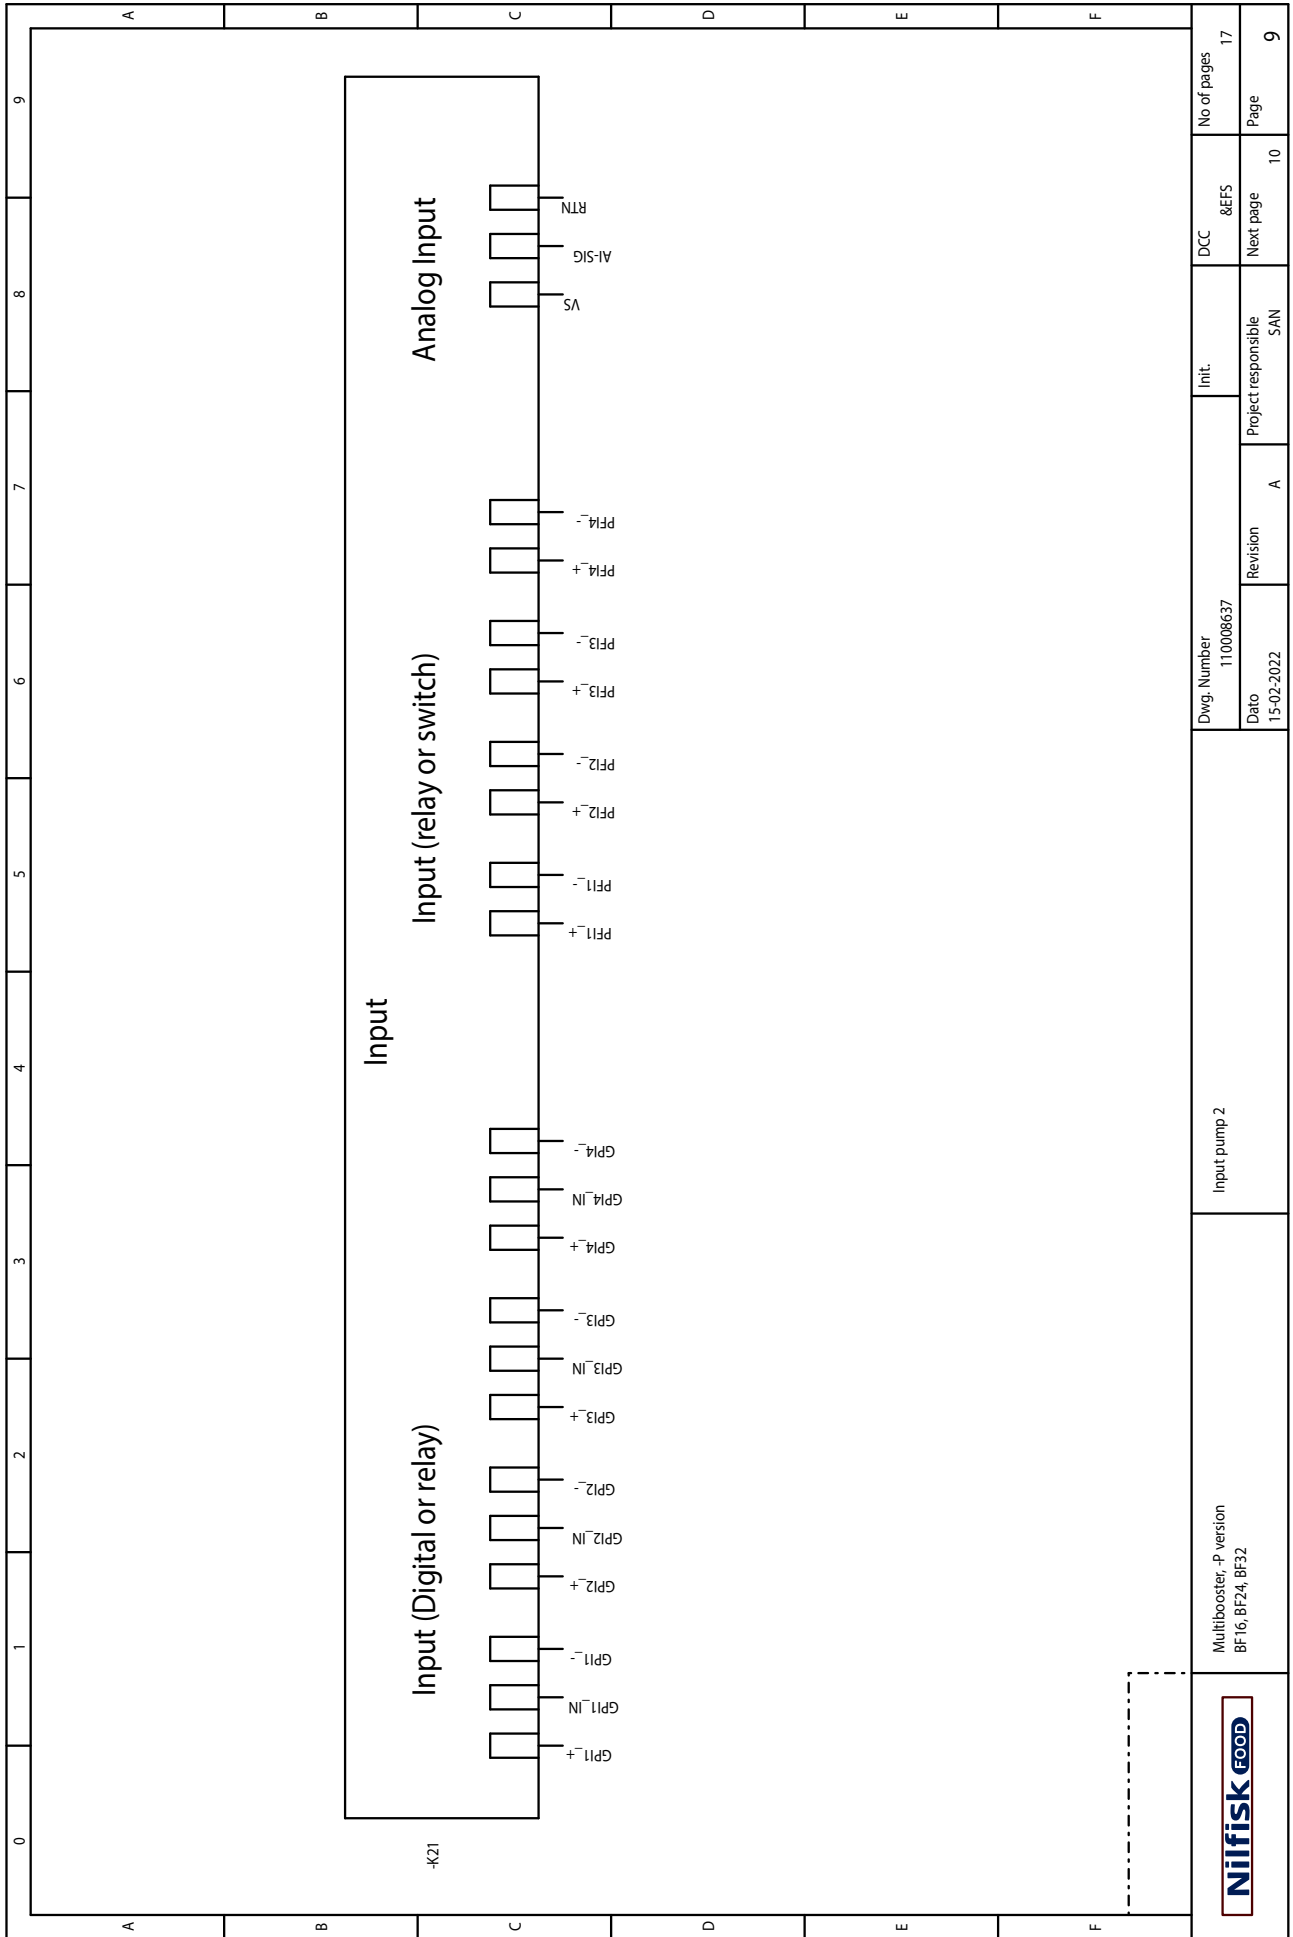 0 1 2 3 4 5 6 7 8 9
A A
B B
Input
-K21
Input (Digital or relay) Input (relay or switch) Analog Input
C C
GPI1_+ GPI1_IN GPI1_- GPI2_+ GPI2_IN GPI2_- GPI3_+ GPI3_IN GPI3_- GPI4_+ GPI4_IN GPI4_- PFI1_+ PFI1_- PFI2_+ PFI2_- PFI3_+ PFI3_- PFI4_+ PFI4_- VS AI-SIG RTN
D D
E E
F F
Nilfisk FOOD
Multibooster, -P version
BF16, BF24, BF32
Input pump 2
Dwg. Number
110008637
Init.
DCC
&EFS
No of pages
17
Dato
15-02-2022
Revision
A
Project responsible
SAN
Next page
10
Page
9